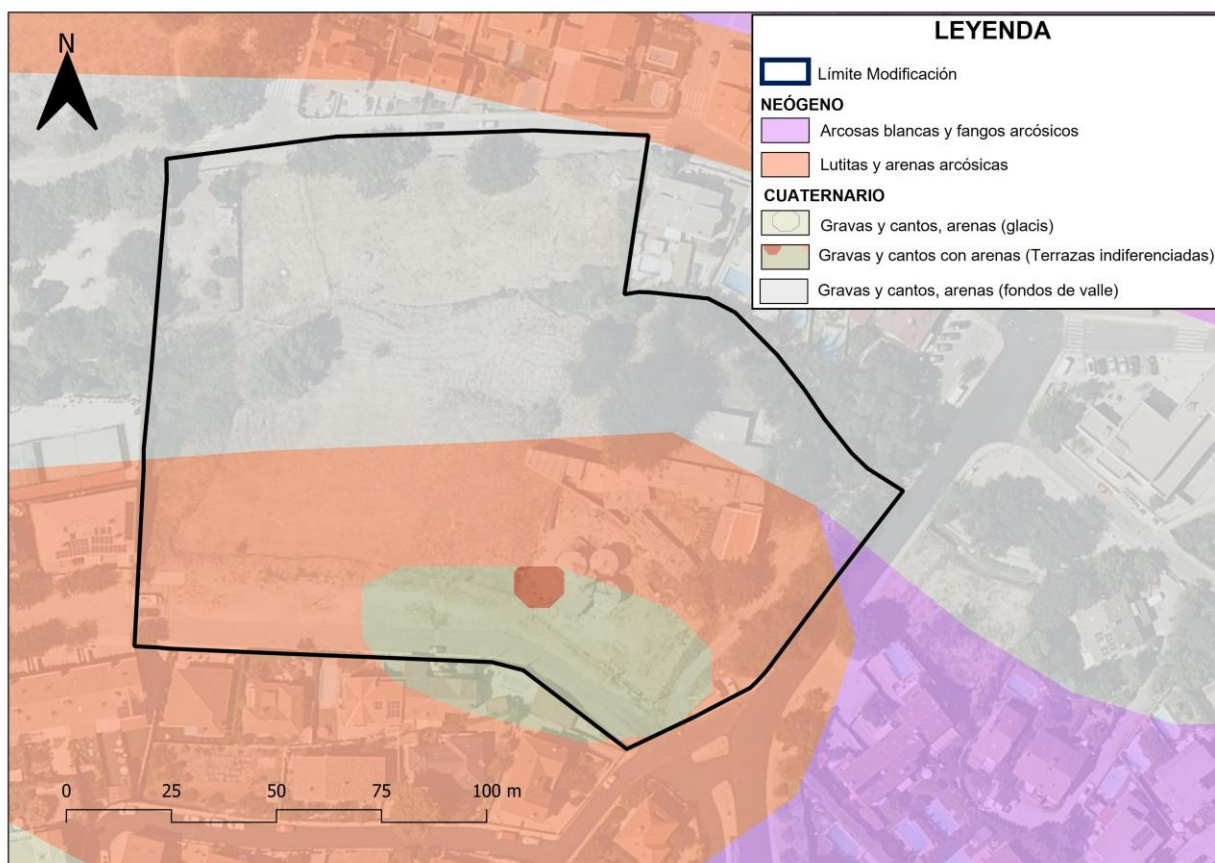 N
LEYENDA
Límite Modificación
NEÓGENO
Arcosas blancas y fangos arcósicos
Lutitas y arenas arcósicas
CUATERNARIO
Gravas y cantos, arenas (glacis)
Gravas y cantos con arenas (Terrazas indiferenciadas)
Gravas y cantos, arenas (fondos de valle)
0 25 50 75 100 m